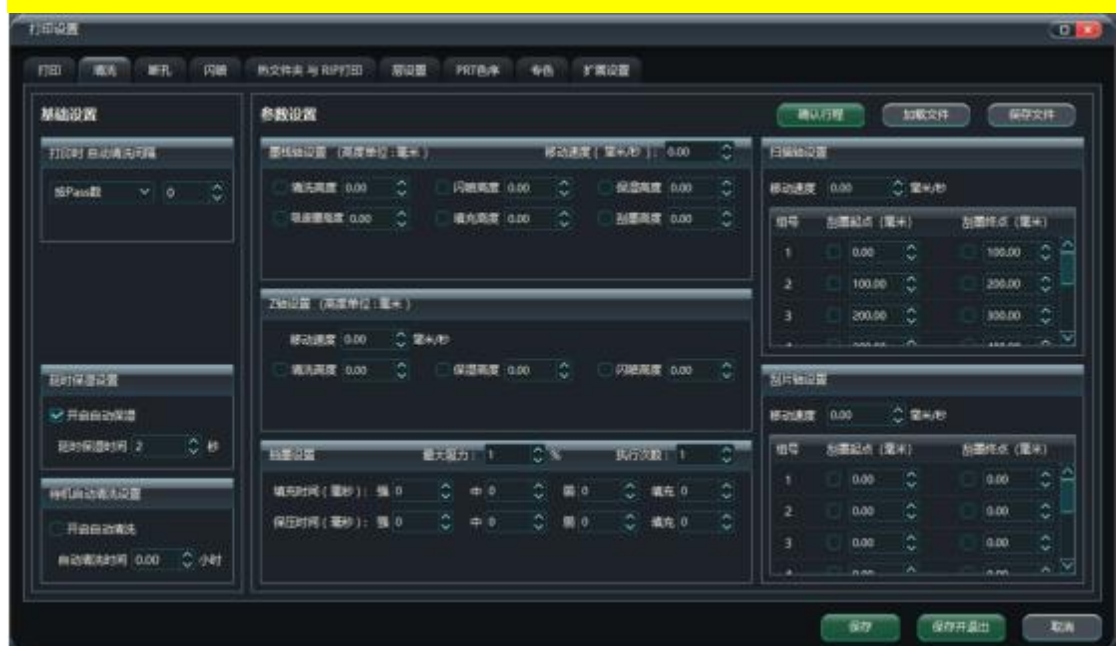 打印设置
打印 清洗 断孔 闪喷 热文件夹 与 RIP打印 层设置 PRT色序 专色 扩展设置
基础设置
打印时 自动清洗间隔
按Pass数 0
延时保湿设置
开启自动保湿
延时保湿时间 2 秒
待机自动清洗设置
开启自动清洗
自动清洗时间 0.00 小时
参数设置
确认行程 加载文件 保存文件
墨栈轴设置 (高度单位:毫米) 移动速度(毫米/秒): 0.00
清洗高度 0.00 闪喷高度 0.00 保湿高度 0.00
吸废墨高度 0.00 填充高度 0.00 刮墨高度 0.00
Z轴设置 (高度单位:毫米)
移动速度 0.00 毫米/秒
清洗高度 0.00 保湿高度 0.00 闪喷高度 0.00
最大阻力: 1 % 执行次数: 1
填充时间(毫秒): 强 0 中 0 弱 0 填充 0
保压时间(毫秒): 强 0 中 0 弱 0 填充 0
扫描轴设置
移动速度 0.00 毫米/秒
组号 刮墨起点(毫米) 刮墨终点(毫米)
1 0.00 100.00
2 100.00 200.00
3 200.00 300.00
刮片轴设置
移动速度 0.00 毫米/秒
组号 刮墨起点(毫米) 刮墨终点(毫米)
1 0.00 0.00
2 0.00 0.00
3 0.00 0.00
保存 保存并退出 取消